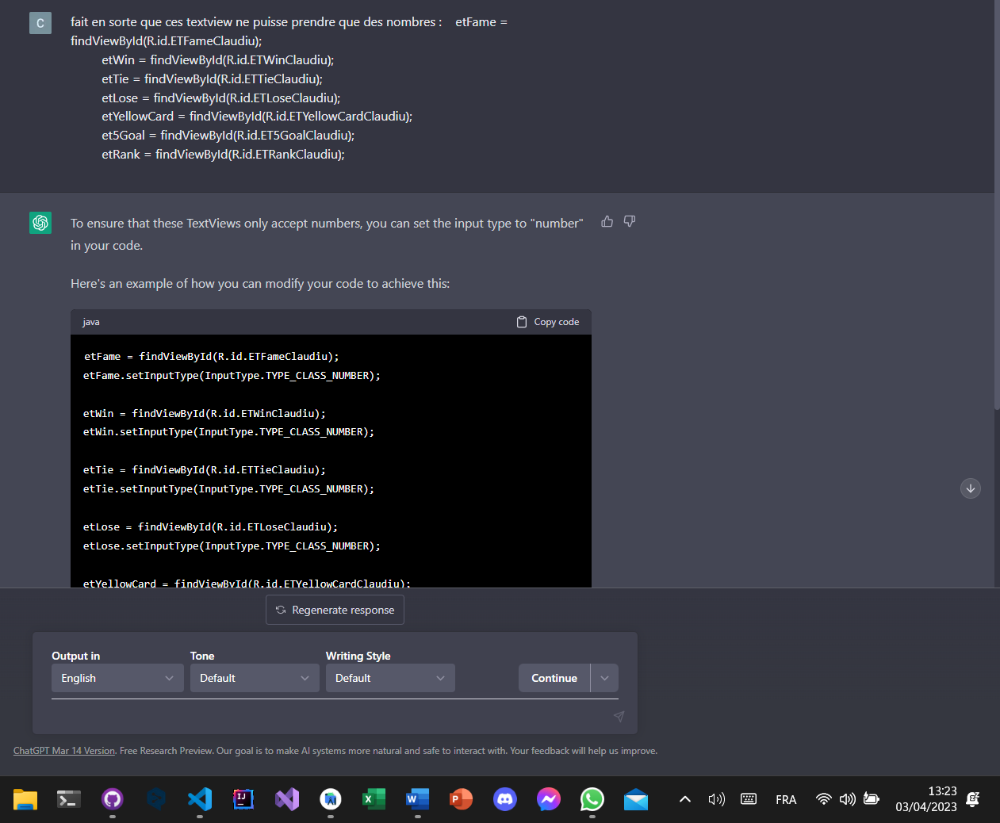 C
fait en sorte que ces textview ne puisse prendre que des nombres :    etFame =
findViewById(R.id.ETFameClaudiu);
etWin = findViewById(R.id.ETWinClaudiu);
etTie = findViewById(R.id.ETTieClaudiu);
etLose = findViewById(R.id.ETLoseClaudiu);
etYellowCard = findViewById(R.id.ETYellowCardClaudiu);
et5Goal = findViewById(R.id.ET5GoalClaudiu);
etRank = findViewById(R.id.ETRankClaudiu);
To ensure that these TextViews only accept numbers, you can set the input type to "number"
in your code.
Here's an example of how you can modify your code to achieve this:
java Copy code
etFame = findViewById(R.id.ETFameClaudiu);
etFame.setInputType(InputType.TYPE_CLASS_NUMBER);
etWin = findViewById(R.id.ETWinClaudiu);
etWin.setInputType(InputType.TYPE_CLASS_NUMBER);
etTie = findViewById(R.id.ETTieClaudiu);
etTie.setInputType(InputType.TYPE_CLASS_NUMBER);
etLose = findViewById(R.id.ETLoseClaudiu);
etLose.setInputType(InputType.TYPE_CLASS_NUMBER);
etYellowCard = findViewById(R.id.ETYellowCardClaudiu);
Regenerate response
Output in Tone Writing Style
English Default Default Continue
ChatGPT Mar 14 Version. Free Research Preview. Our goal is to make AI systems more natural and safe to interact with. Your feedback will help us improve.
FRA
13:23
03/04/2023